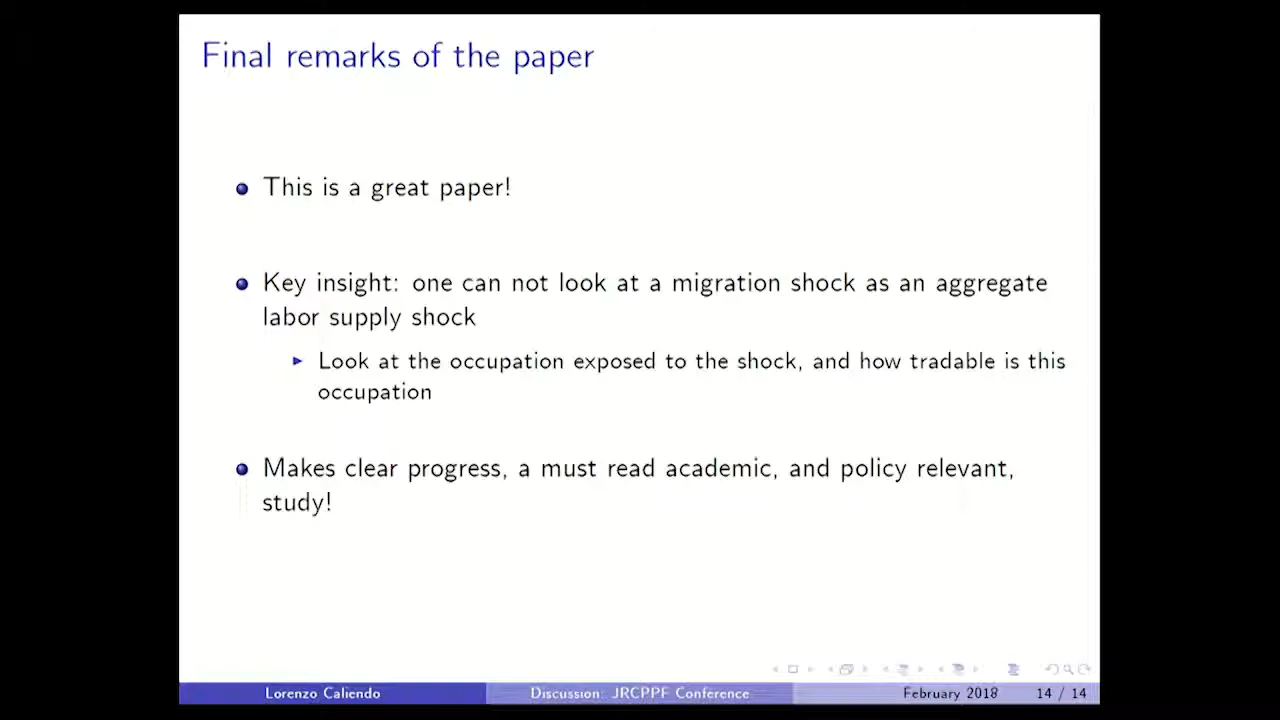 Final remarks of the paper
This is a great paper!
Key insight: one can not look at a migration shock as an aggregate
labor supply shock
Look at the occupation exposed to the shock, and how tradable is this
occupation
Makes clear progress, a must read academic, and policy relevant,
study!
Lorenzo Caliendo Discussion: JRCPPF Conference February 2018 14 / 14